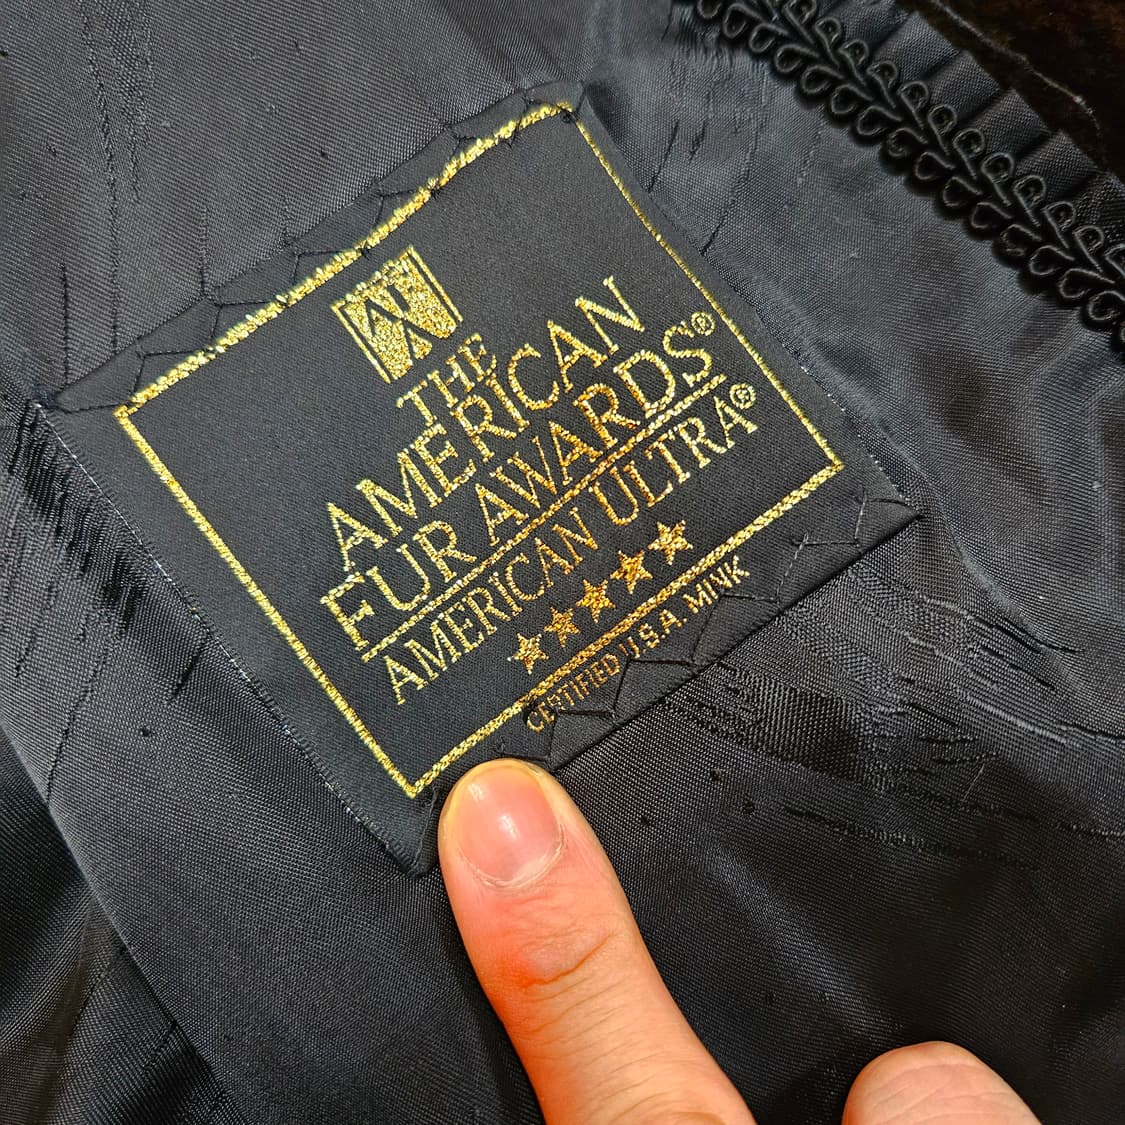 THE
AMERICAN
FUR AWARDS®
AMERICAN ULTRA®
CERTIFIED U.S.A. MINK